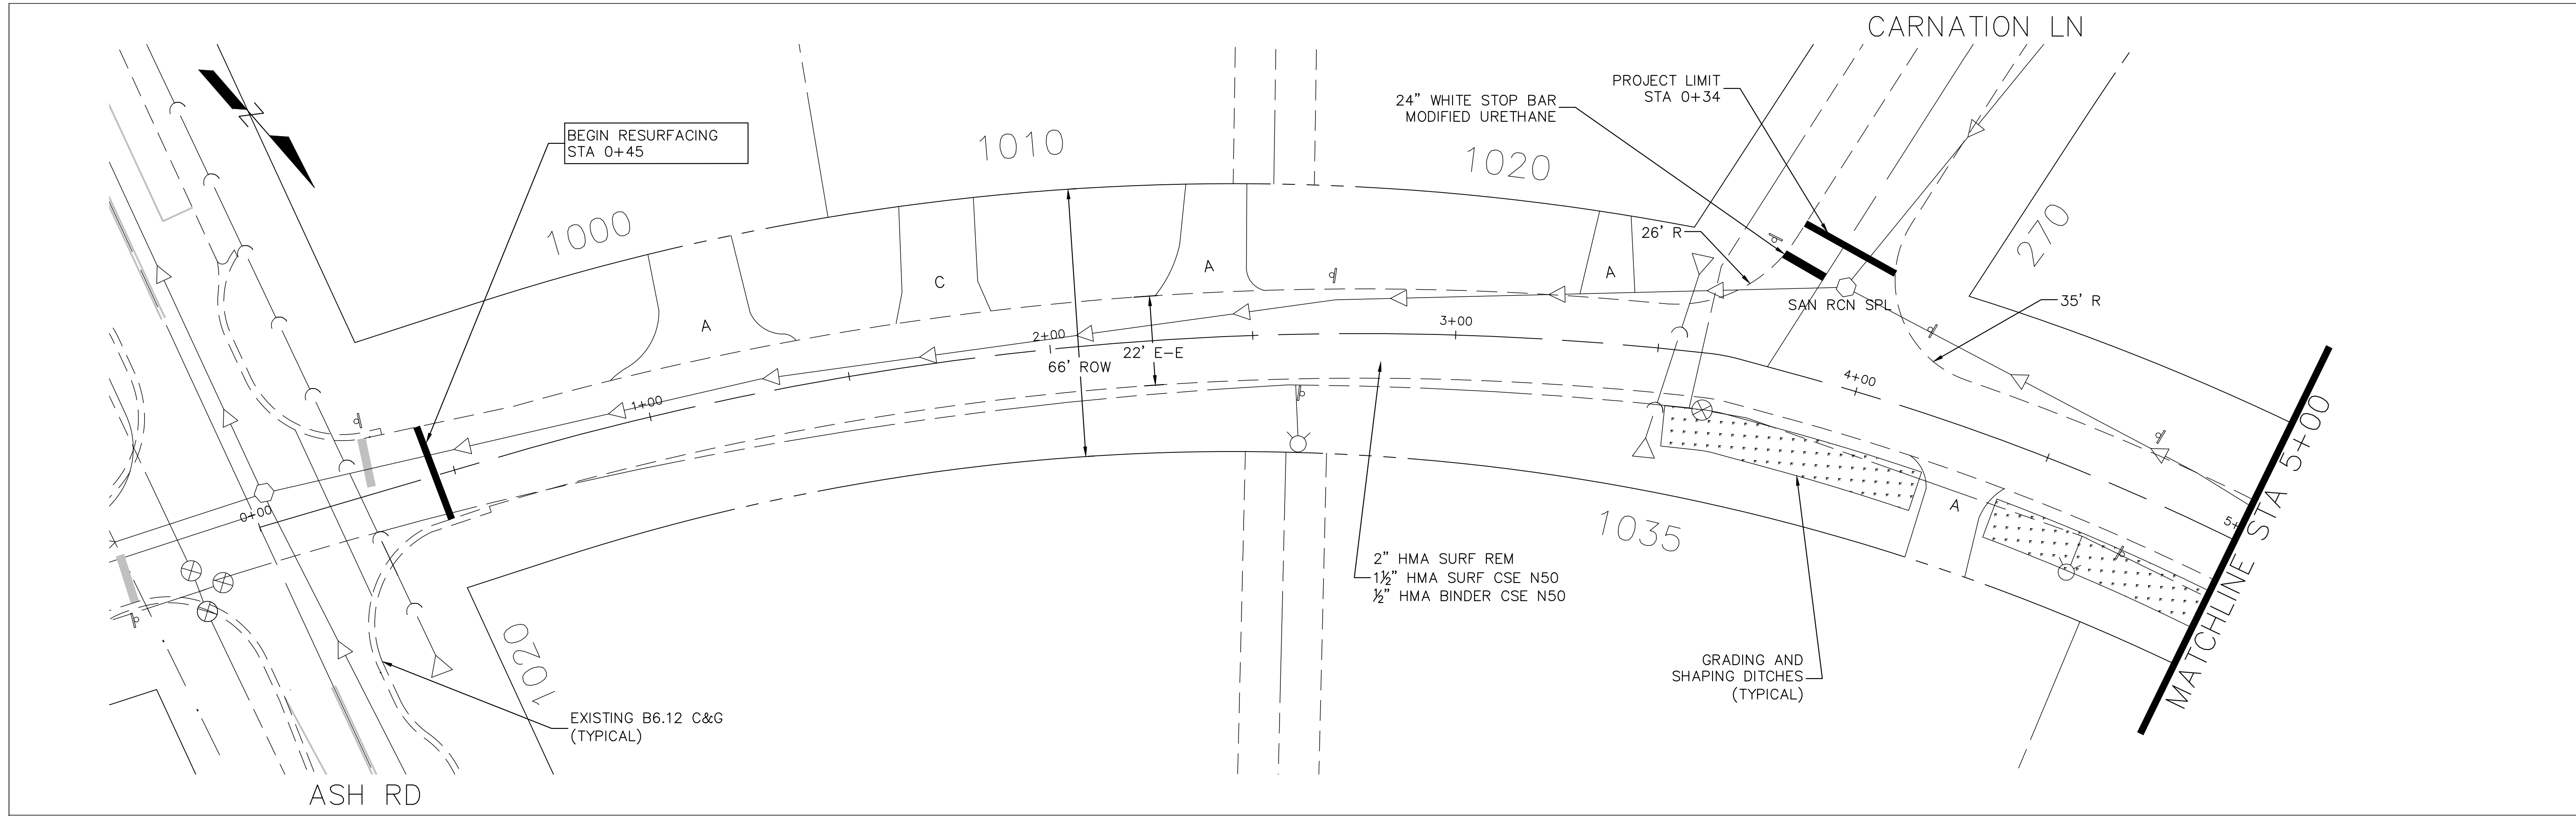 CARNATION LN
PROJECT LIMIT
STA 0+34
24" WHITE STOP BAR
MODIFIED URETHANE
N
BEGIN RESURFACING
STA 0+45
1000
1010
1020
270
26' R
35' R
SAN RCN SPL
A
C
A
A
A
0+00
1+00
2+00
3+00
4+00
66' ROW
22' E-E
1035
1020
2" HMA SURF REM
1½" HMA SURF CSE N50
½" HMA BINDER CSE N50
GRADING AND
SHAPING DITCHES
(TYPICAL)
EXISTING B6.12 C&G
(TYPICAL)
MATCHLINE STA 5+00
ASH RD